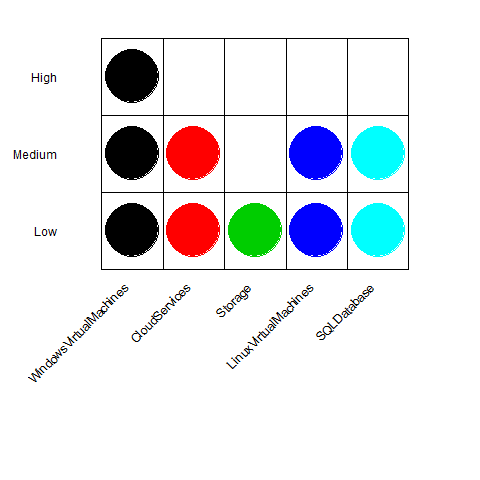 High
Medium
Low
WindowsVirtualMachines
CloudServices
Storage
LinuxVirtualMachines
SQLDatabase